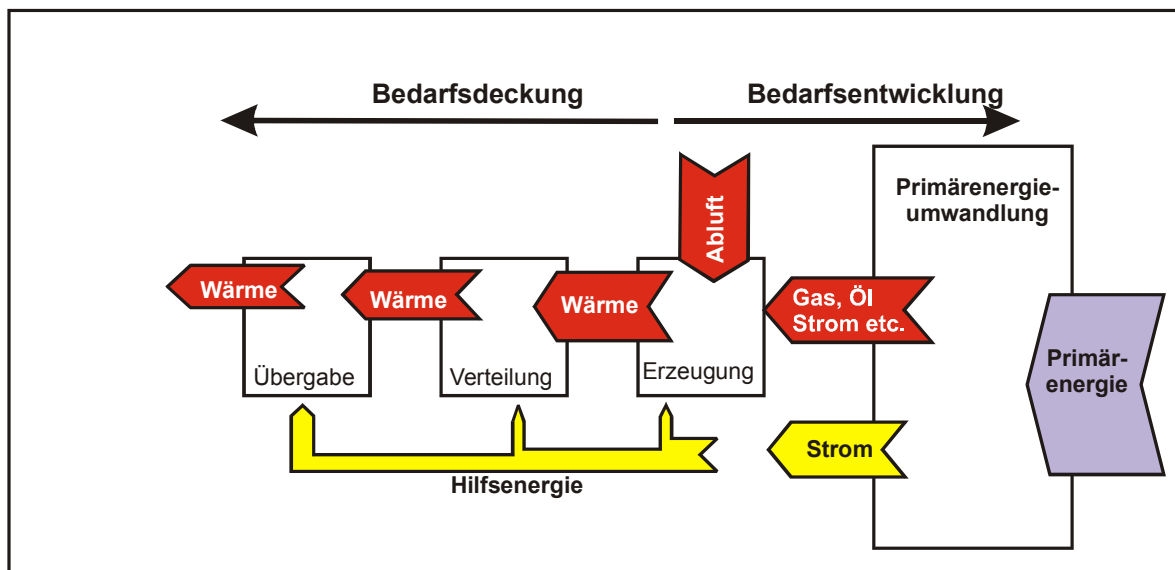 Bedarfsdeckung
Bedarfsentwicklung
Primärenergie-
umwandlung
Abluft
Wärme
Wärme
Wärme
Gas, Öl
Strom etc.
Primär-
energie
Übergabe
Verteilung
Erzeugung
Strom
Hilfsenergie